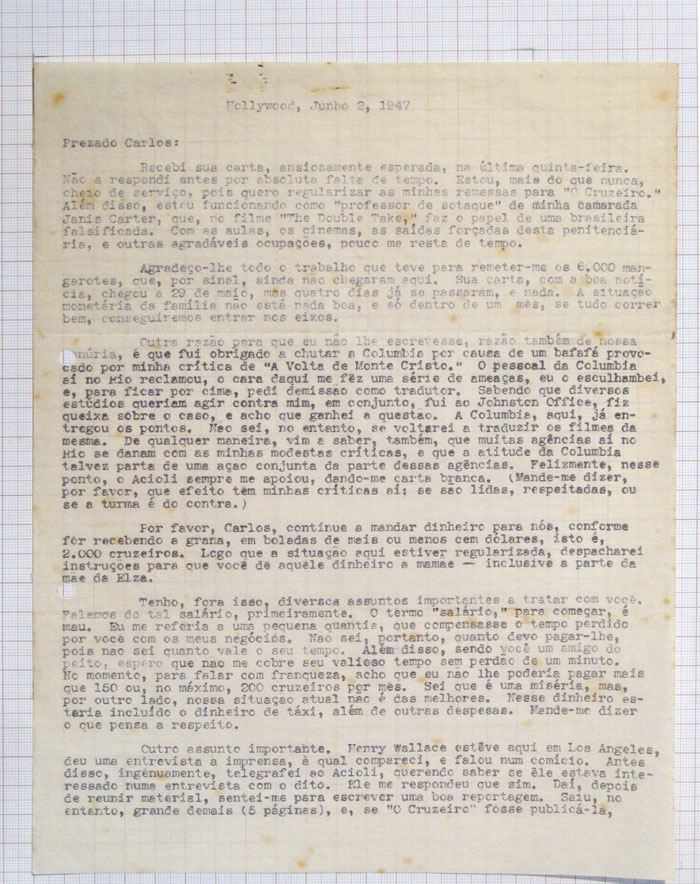 Hollywood, Junho 2, 1947
Prezado Carlos:
Recebi sua carta, ansiosamente esperada, na última quinta-feira.
Não a respondi antes por absoluta falta de tempo. Estou, mais do que nunca,
cheio de serviço, pois quero regularizar as minhas remessas para "O Cruzeiro."
Além disso, estou funcionando como "professor de sotaque" de minha camarada
Janis Carter, que, no filme "The Double Take," faz o papel de uma brasileira
falsificada. Com as aulas, os cinemas, as saídas forçadas desta penitenciá-
ria, e outras agradáveis ocupações, pouco me resta de tempo.
Agradeço-lhe todo o trabalho que teve para remeter-me os 6.000 man-
garotes, que, por sinal, ainda não chegaram aqui. Sua carta, com a boa notí-
cia, chegou a 29 de maio, mas quatro dias já se passaram, e nada. A situação
monetária da família não está nada boa, e só dentro de um mês, se tudo correr
bem, conseguiremos entrar nos eixos.
Outra razão para que eu não lhe escrevesse, razão também de nossa
penúria, é que fui obrigado a chutar a Columbia por causa de um bafafá provo-
cado por minha crítica de "A Volta de Monte Cristo." O pessoal da Columbia
aí no Rio reclamou, o cara daqui me fêz uma série de ameaças, eu o esculhambei,
e, para ficar por cima, pedi demissão como tradutor. Sabendo que diversos
estúdios queriam agir contra mim, em conjunto, fui ao Johnston Office, fiz
queixa sôbre o caso, e acho que ganhei a questão. A Columbia, aqui, já en-
tregou os pontos. Nao sei, no entanto, se voltarei a traduzir os filmes da
mesma. De qualquer maneira, vim a saber, também, que muitas agências aí no
Rio se danam com as minhas modestas críticas, e que a atitude da Columbia
talvez parta de uma açao conjunta da parte dessas agências. Felizmente, nesse
ponto, o Acioli sempre me apoiou, dando-me carta branca. (Mande-me dizer,
por favor, que efeito têm minhas críticas aí: se são lidas, respeitadas, ou
se a turma é do contra.)
Por favor, Carlos, continue a mandar dinheiro para nós, conforme
fôr recebendo a grana, em boladas de mais ou menos cem dólares, isto é,
2.000 cruzeiros. Logo que a situação aqui estiver regularizada, despacharei
instruções para que você dê aquêle dinheiro a mamae — inclusive a parte da
mae da Elza.
Tenho, fora isso, diversos assuntos importantes a tratar com você.
Falemos do tal salário, primeiramente. O termo "salário," para começar, é
mau. Eu me referia a uma pequena quantia, que compensasse o tempo perdido
por você com os meus negócios. Nao sei, portanto, quanto devo pagar-lhe,
pois nao sei quanto vale o seu tempo. Além disso, sendo você um amigo do
peito, espero que nao me cobre seu valioso tempo sem perdão de um minuto.
No momento, para falar com franqueza, acho que eu nao lhe poderia pagar mais
que 150 ou, no máximo, 200 cruzeiros por mês. Sei que é uma miséria, mas,
por outro lado, nossa situação atual nao é das melhores. Nesse dinheiro es-
taria incluído o dinheiro de táxi, além de outras despesas. Mande-me dizer
o que pensa a respeito.
Outro assunto importante. Henry Wallace estêve aqui em Los Angeles,
deu uma entrevista a imprensa, à qual compareci, e falou num comício. Antes
disso, ingênuamente, telegrafei ao Acioli, querendo saber se êle estava inte-
ressado numa entrevista com o dito. Ele me respondeu que sim. Daí, depois
de reunir material, sentei-me para escrever uma boa reportagem. Saiu, no
entanto, grande demais (5 páginas), e, se "O Cruzeiro" fôsse publicá-la,